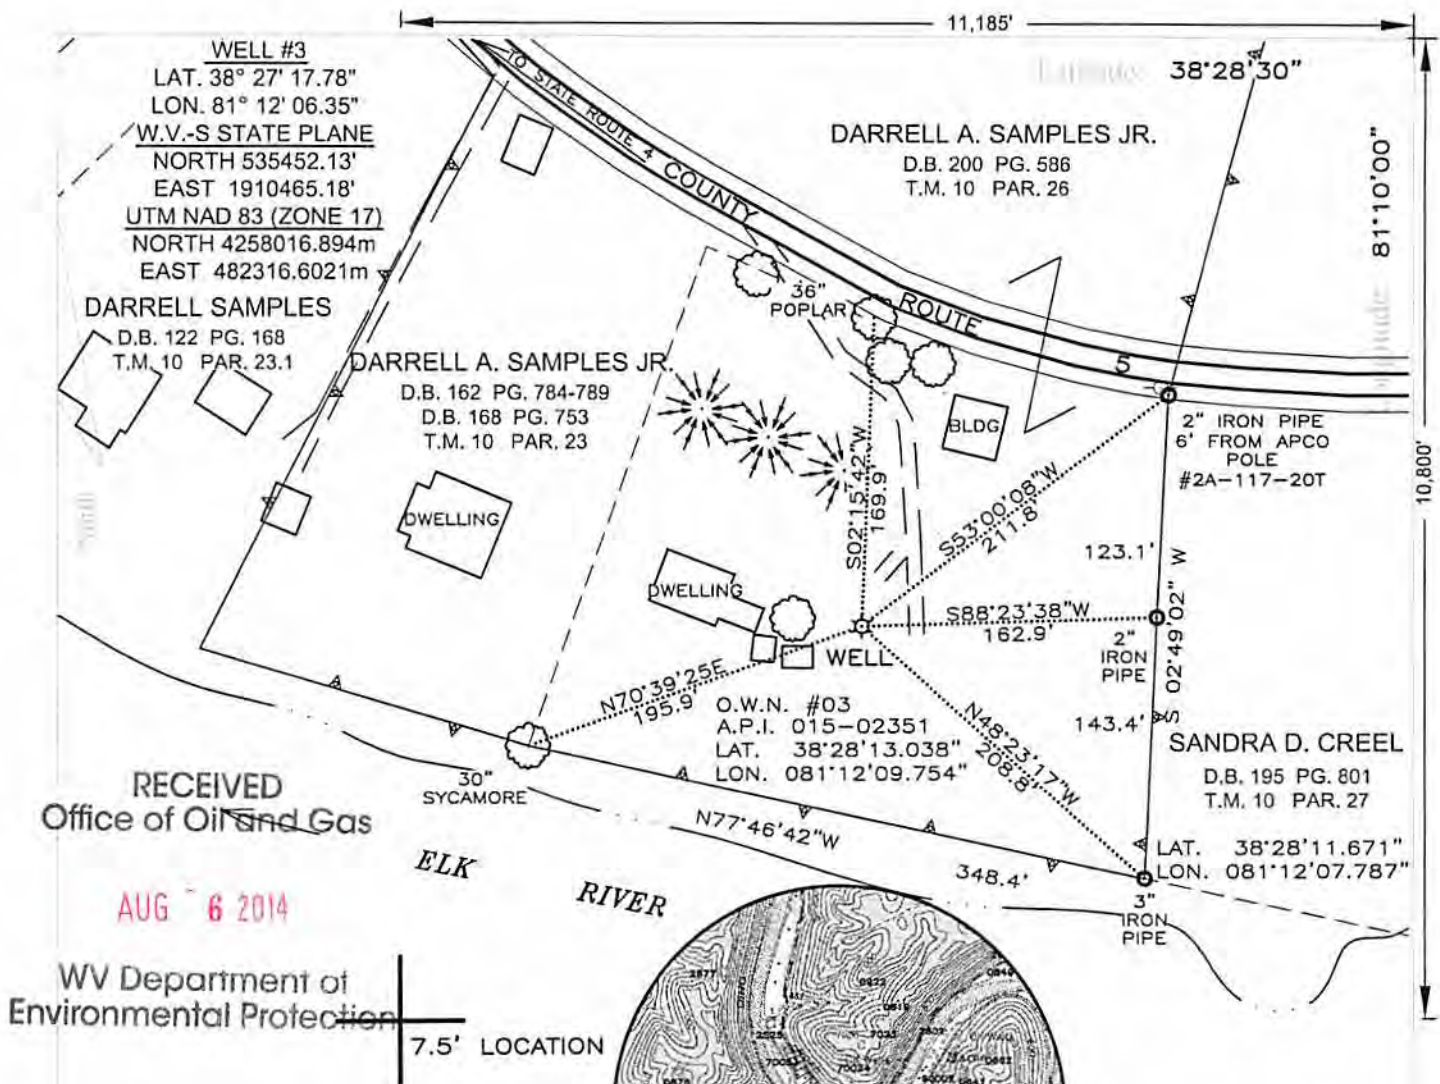 11,185'
WELL #3
LAT. 38° 27' 17.78"
LON. 81° 12' 06.35"
W.V.-S STATE PLANE
NORTH 535452.13'
EAST 1910465.18'
UTM NAD 83 (ZONE 17)
NORTH 4258016.894m
EAST 482316.6021m
TO STATE ROUTE 4
COUNTY
ROUTE
5
Latitude:
38°28'30"
81°10'00"
10,800'
DARRELL A. SAMPLES JR.
D.B. 200 PG. 586
T.M. 10 PAR. 26
DARRELL SAMPLES
D.B. 122 PG. 168
T.M. 10 PAR. 23.1
DARRELL A. SAMPLES JR.
D.B. 162 PG. 784-789
D.B. 168 PG. 753
T.M. 10 PAR. 23
36"
POPLAR
BLDG
2" IRON PIPE
6' FROM APCO
POLE
#2A-117-20T
S02°15'42"W
169.9'
S53°00'08"W
211.8'
DWELLING
DWELLING
123.1'
S 02°49'02" W
S88°23'38"W
162.9'
2"
IRON
PIPE
WELL
N70°39'25E
195.9'
O.W.N. #03
A.P.I. 015-02351
LAT. 38°28'13.038"
LON. 081°12'09.754"
N48°23'17"W
208.8'
143.4'
SANDRA D. CREEL
D.B. 195 PG. 801
T.M. 10 PAR. 27
LAT. 38°28'11.671"
LON. 081°12'07.787"
30"
SYCAMORE
N77°46'42"W
348.4'
3"
IRON
PIPE
RECEIVED
Office of Oil and Gas
AUG 6 2014
ELK
RIVER
WV Department of
Environmental Protection
7.5' LOCATION